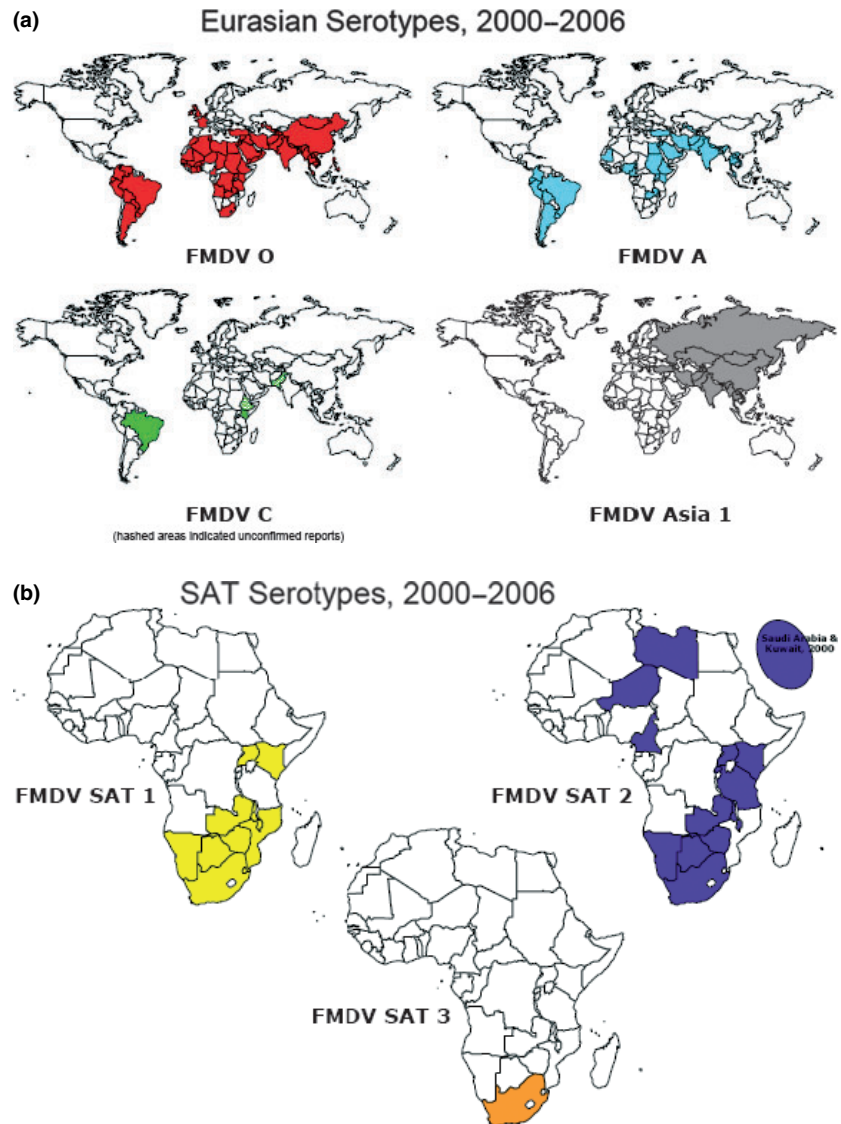 (a)
Eurasian Serotypes, 2000–2006
FMDV O
FMDV A
FMDV C
(hashed areas indicated unconfirmed reports)
FMDV Asia 1
(b)
SAT Serotypes, 2000–2006
Saudi Arabia &
Kuwait, 2000
FMDV SAT 1
FMDV SAT 2
FMDV SAT 3